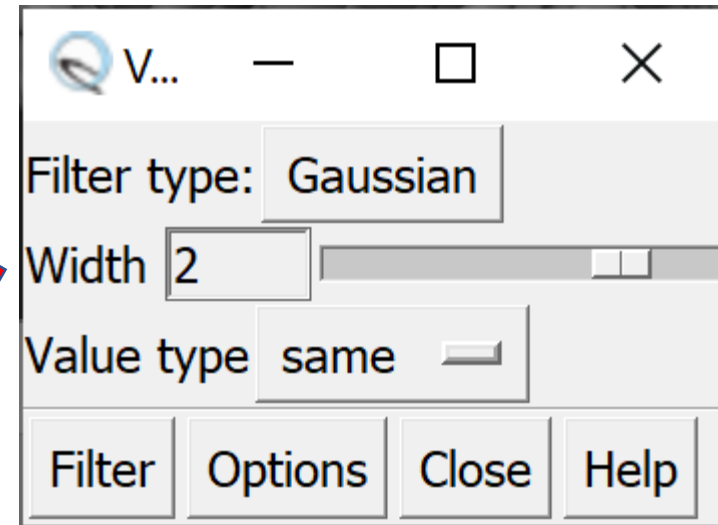 V...
Filter type: Gaussian
Width 2
Value type same
Filter Options Close Help